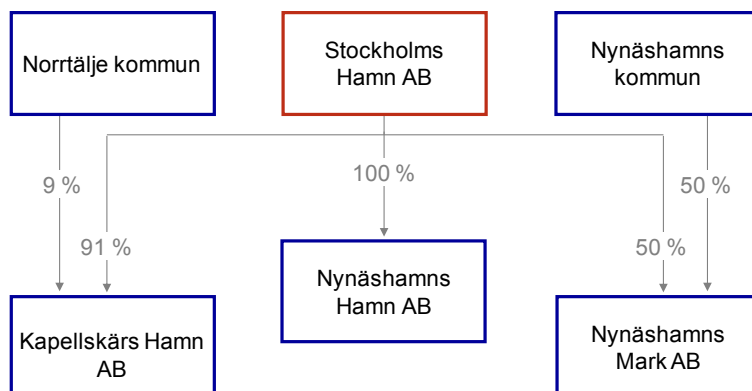 Norrtälje kommun
Stockholms
Hamn AB
Nynäshamns
kommun
9 %
100 %
50 %
91 %
50 %
Nynäshamns
Hamn AB
Kapellskärs Hamn
AB
Nynäshamns
Mark AB